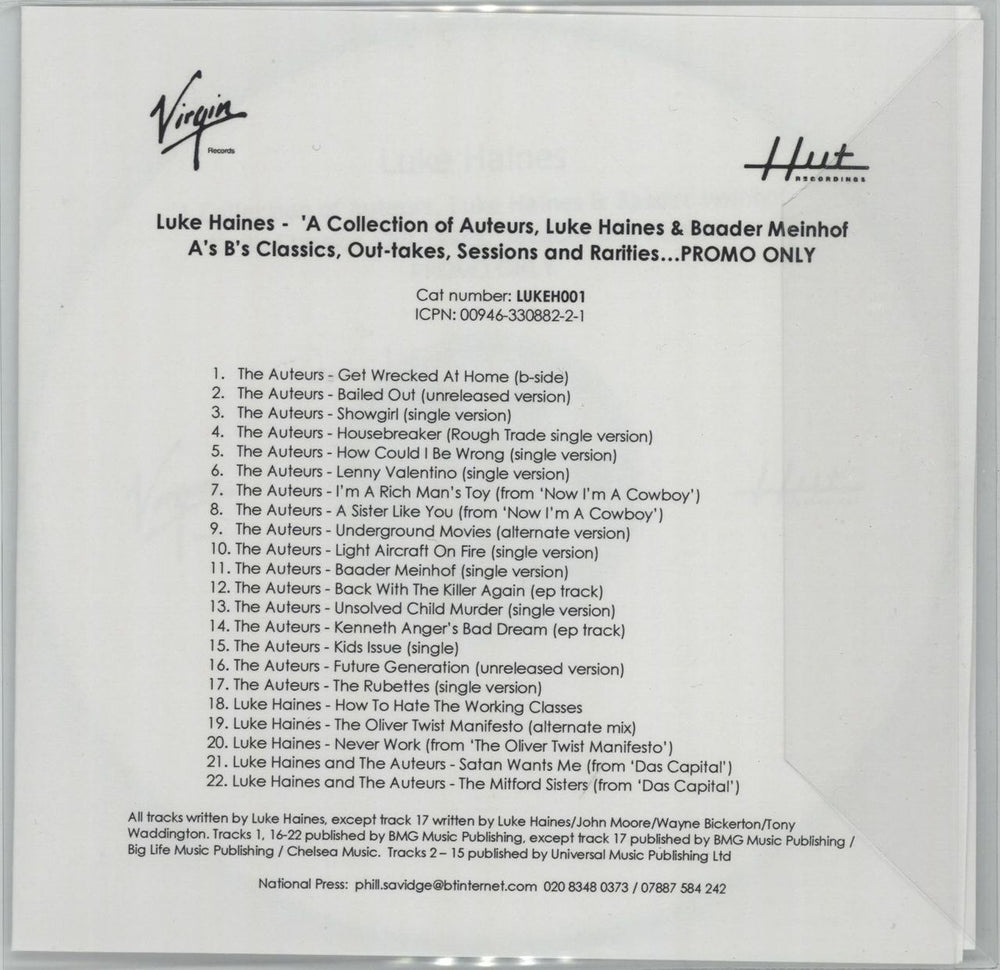 Virgin
Records
Hut
RECORDINGS
Luke Haines - 'A Collection of Auteurs, Luke Haines & Baader Meinhof
A's B's Classics, Out-takes, Sessions and Rarities...PROMO ONLY
Cat number: LUKEH001
ICPN: 00946-330882-2-1
1. The Auteurs - Get Wrecked At Home (b-side)
2. The Auteurs - Bailed Out (unreleased version)
3. The Auteurs - Showgirl (single version)
4. The Auteurs - Housebreaker (Rough Trade single version)
5. The Auteurs - How Could I Be Wrong (single version)
6. The Auteurs - Lenny Valentino (single version)
7. The Auteurs - I'm A Rich Man's Toy (from 'Now I'm A Cowboy')
8. The Auteurs - A Sister Like You (from 'Now I'm A Cowboy')
9. The Auteurs - Underground Movies (alternate version)
10. The Auteurs - Light Aircraft On Fire (single version)
11. The Auteurs - Baader Meinhof (single version)
12. The Auteurs - Back With The Killer Again (ep track)
13. The Auteurs - Unsolved Child Murder (single version)
14. The Auteurs - Kenneth Anger's Bad Dream (ep track)
15. The Auteurs - Kids Issue (single)
16. The Auteurs - Future Generation (unreleased version)
17. The Auteurs - The Rubettes (single version)
18. Luke Haines - How To Hate The Working Classes
19. Luke Haines - The Oliver Twist Manifesto (alternate mix)
20. Luke Haines - Never Work (from 'The Oliver Twist Manifesto')
21. Luke Haines and The Auteurs - Satan Wants Me (from 'Das Capital')
22. Luke Haines and The Auteurs - The Mitford Sisters (from 'Das Capital')
All tracks written by Luke Haines, except track 17 written by Luke Haines/John Moore/Wayne Bickerton/Tony
Waddington. Tracks 1, 16-22 published by BMG Music Publishing, except track 17 published by BMG Music Publishing /
Big Life Music Publishing / Chelsea Music. Tracks 2 – 15 published by Universal Music Publishing Ltd
National Press: phill.savidge@btinternet.com 020 8348 0373 / 07887 584 242